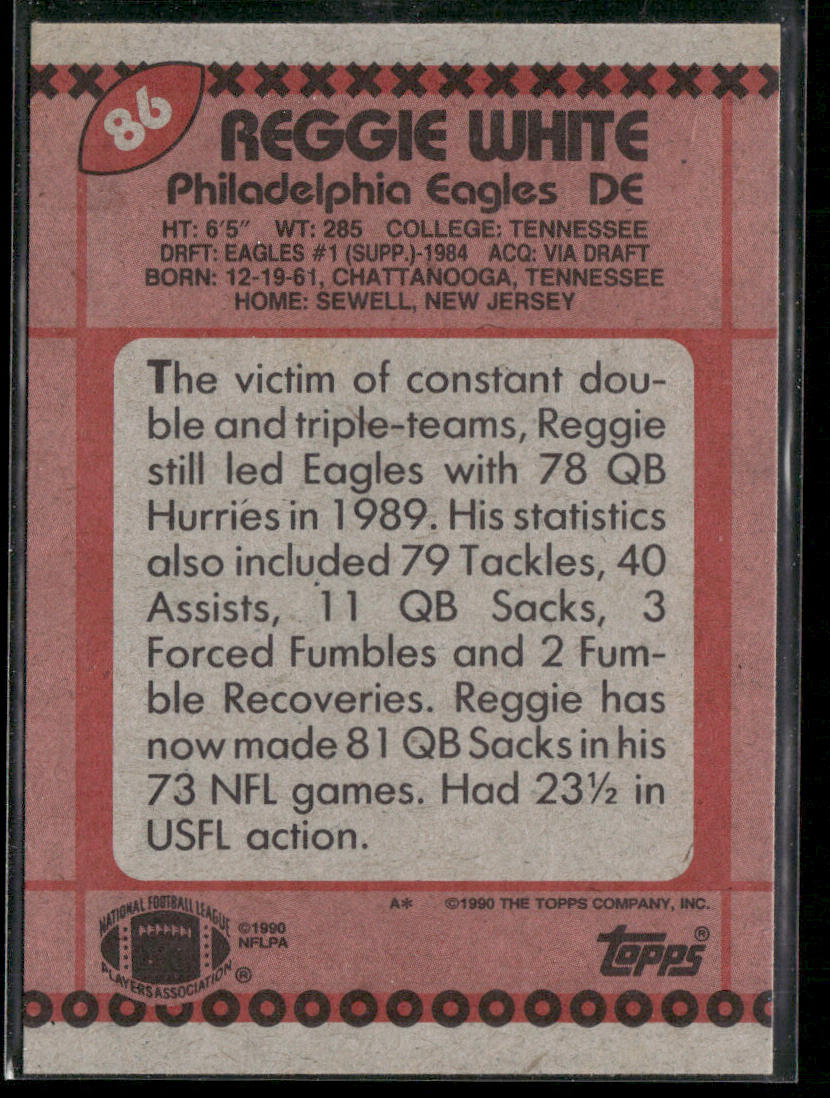 86
REGGIE WHITE
Philadelphia Eagles DE
HT: 6'5" WT: 285 COLLEGE: TENNESSEE
DRFT: EAGLES #1 (SUPP.)-1984 ACQ: VIA DRAFT
BORN: 12-19-61, CHATTANOOGA, TENNESSEE
HOME: SEWELL, NEW JERSEY
The victim of constant dou-
ble and triple-teams, Reggie
still led Eagles with 78 QB
Hurries in 1989. His statistics
also included 79 Tackles, 40
Assists, 11 QB Sacks, 3
Forced Fumbles and 2 Fum-
ble Recoveries. Reggie has
now made 81 QB Sacks in his
73 NFL games. Had 23½ in
USFL action.
A* ©1990 THE TOPPS COMPANY, INC.
NATIONAL FOOTBALL LEAGUE
PLAYERS ASSOCIATION ®
©1990
NFLPA
Topps®